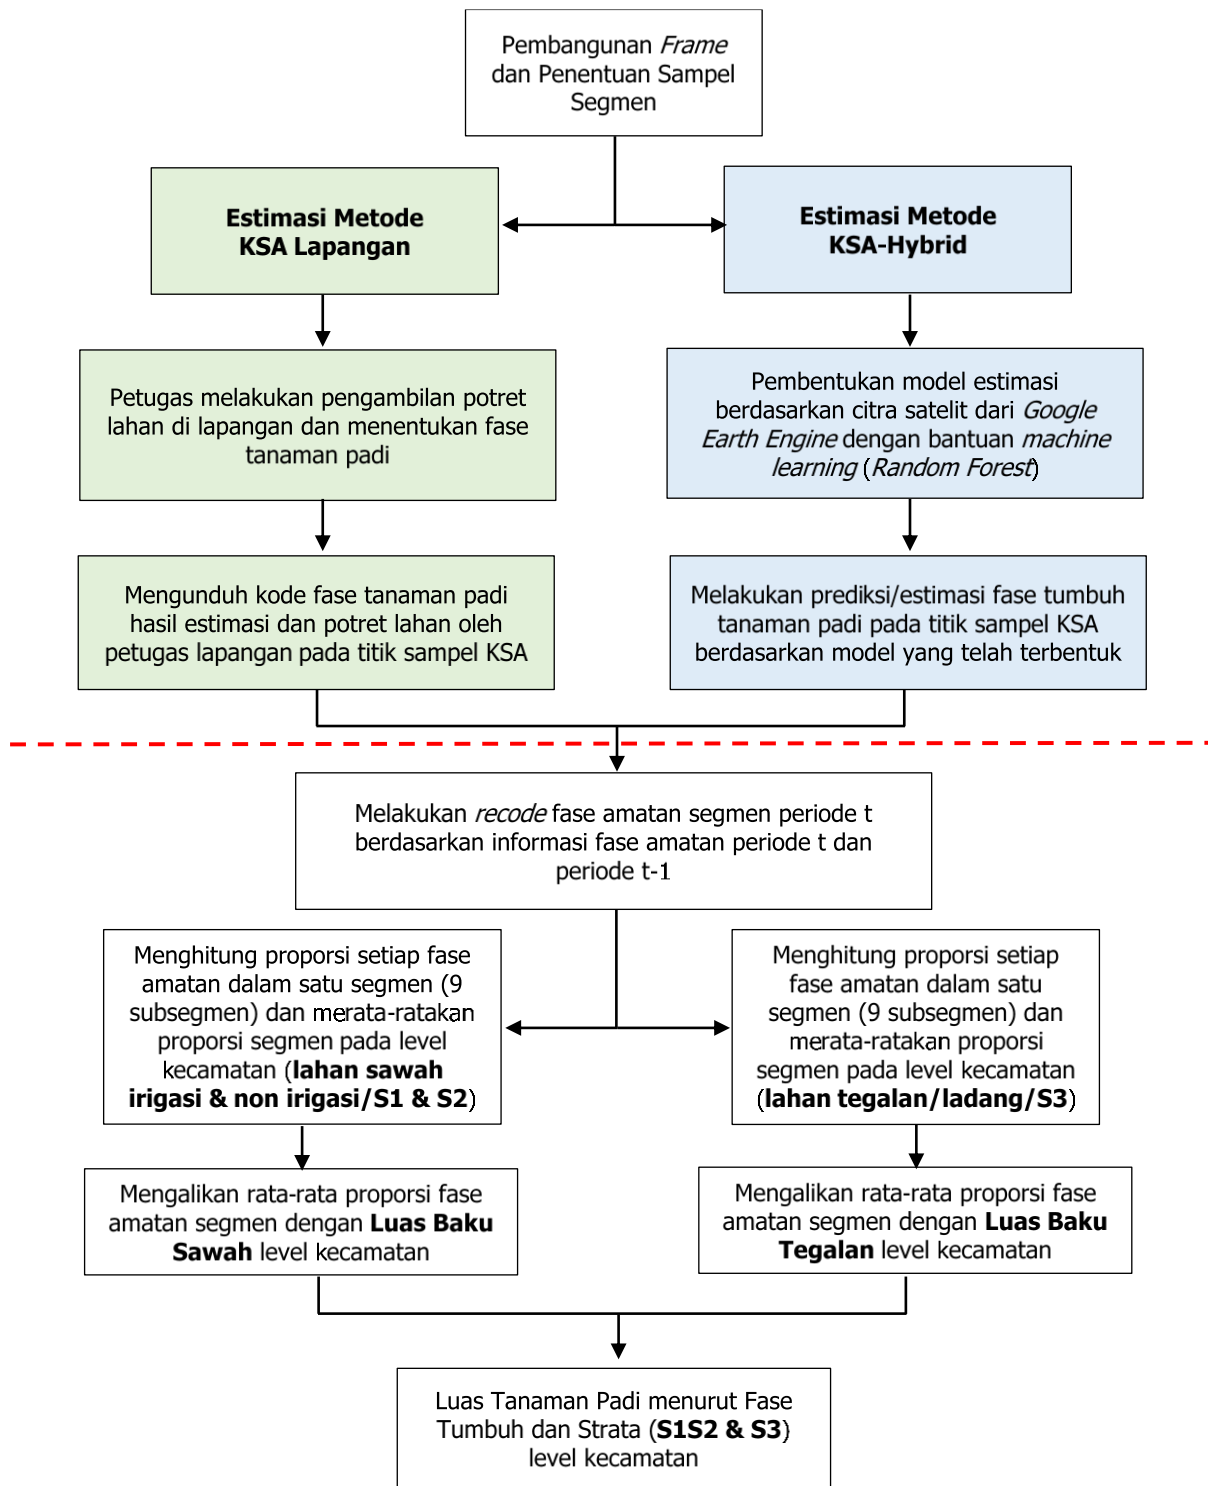 Pembangunan Frame
dan Penentuan Sampel
Segmen
Estimasi Metode
KSA Lapangan
Estimasi Metode
KSA-Hybrid
Petugas melakukan pengambilan potret
lahan di lapangan dan menentukan fase
tanaman padi
Pembentukan model estimasi
berdasarkan citra satelit dari Google
Earth Engine dengan bantuan machine
learning (Random Forest)
Mengunduh kode fase tanaman padi
hasil estimasi dan potret lahan oleh
petugas lapangan pada titik sampel KSA
Melakukan prediksi/estimasi fase tumbuh
tanaman padi pada titik sampel KSA
berdasarkan model yang telah terbentuk
Melakukan recode fase amatan segmen periode t
berdasarkan informasi fase amatan periode t dan
periode t-1
Menghitung proporsi setiap fase
amatan dalam satu segmen (9
subsegmen) dan merata-ratakan
proporsi segmen pada level
kecamatan (lahan sawah
irigasi & non irigasi/S1 & S2)
Menghitung proporsi setiap
fase amatan dalam satu
segmen (9 subsegmen) dan
merata-ratakan proporsi
segmen pada level kecamatan
(lahan tegalan/ladang/S3)
Mengalikan rata-rata proporsi fase
amatan segmen dengan Luas Baku
Sawah level kecamatan
Mengalikan rata-rata proporsi fase
amatan segmen dengan Luas Baku
Tegalan level kecamatan
Luas Tanaman Padi menurut Fase
Tumbuh dan Strata (S1S2 & S3)
level kecamatan